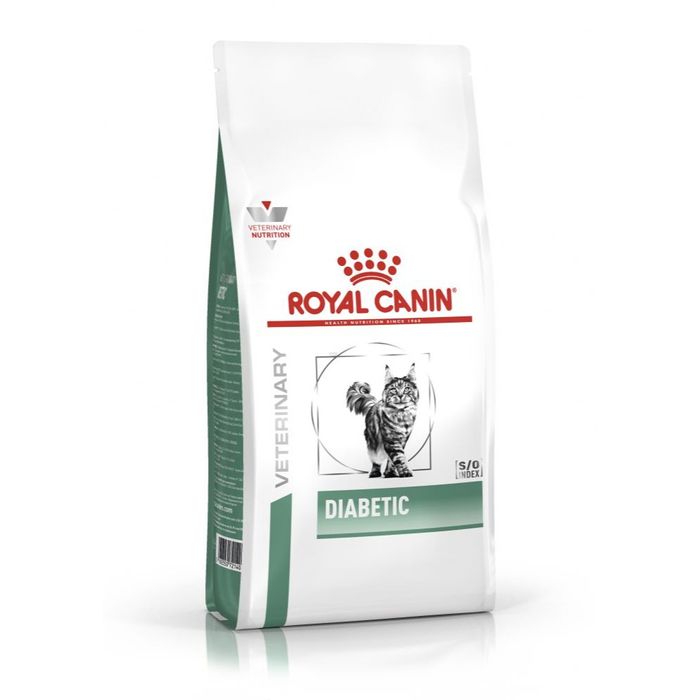 VETERINARY
NUTRITION
ROYAL CANIN®
HEALTH NUTRITION SINCE 1968
VETERINARY
S/O
INDEX
DIABETIC